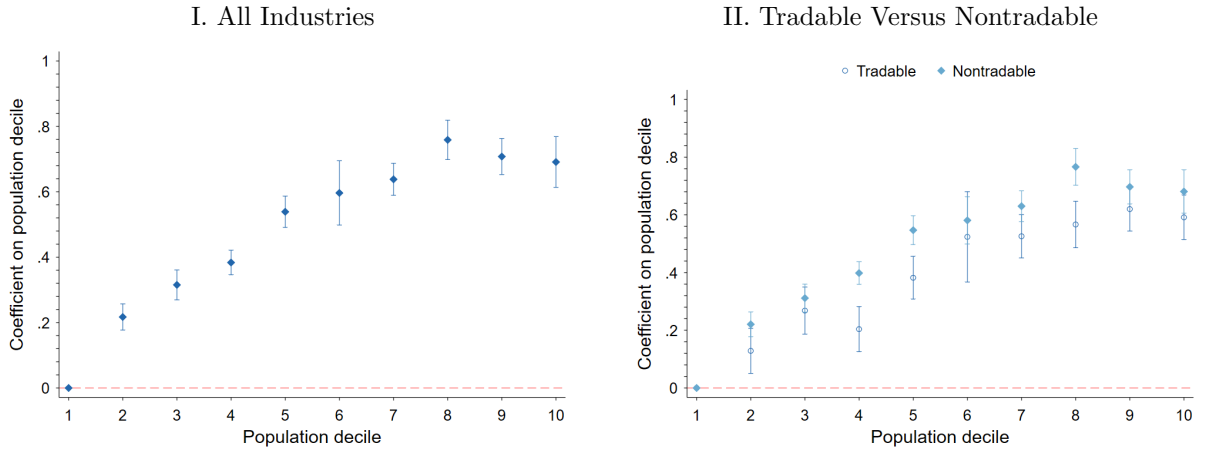 I. All Industries
Coefficient on population decile
1
.8
.6
.4
.2
0
1 2 3 4 5 6 7 8 9 10
Population decile
II. Tradable Versus Nontradable
Tradable Nontradable
Coefficient on population decile
1
.8
.6
.4
.2
0
1 2 3 4 5 6 7 8 9 10
Population decile